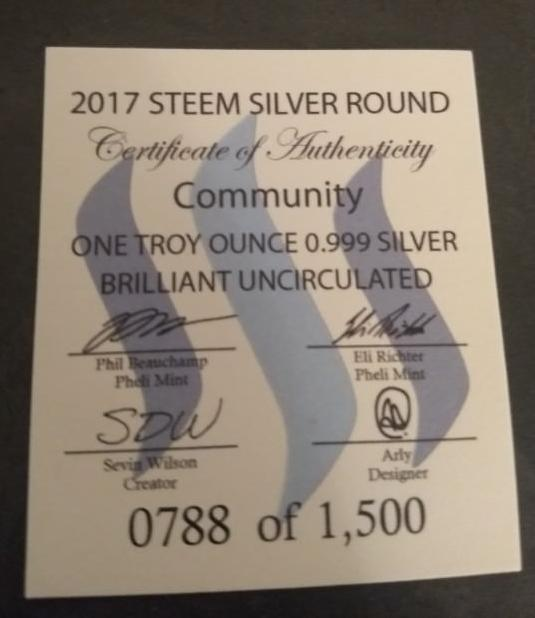 2017 STEEM SILVER ROUND
Certificate of Authenticity
Community
ONE TROY OUNCE 0.999 SILVER
BRILLIANT UNCIRCULATED
Phil Beauchamp Eli Richter
Pheli Mint Pheli Mint
SDW
Sevin Wilson Arly
Creator Designer
0788 of 1,500